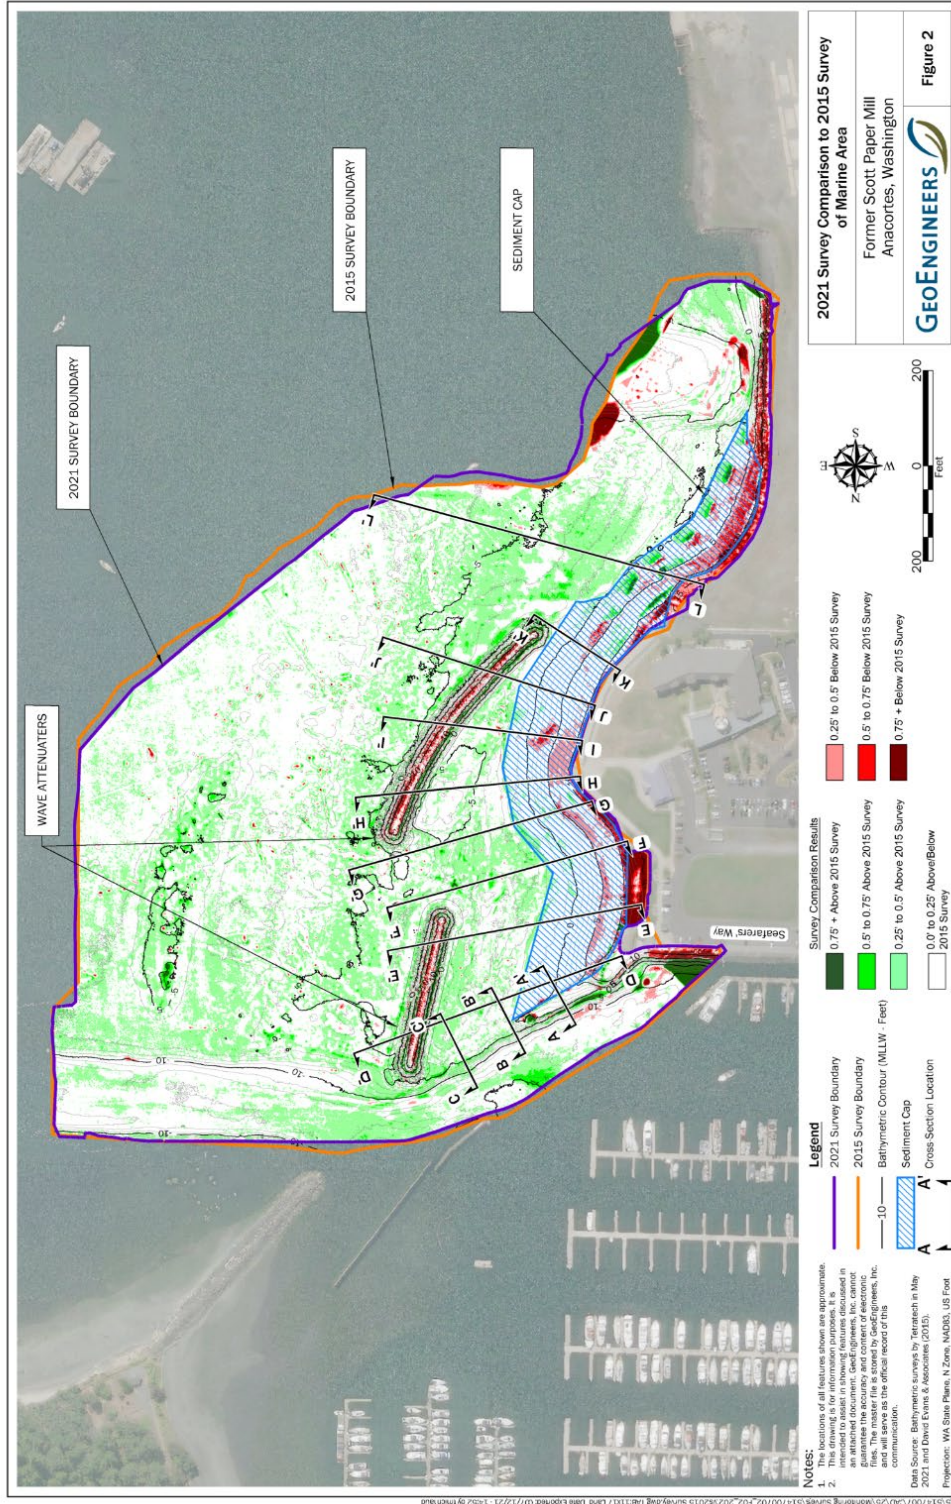 2021 SURVEY BOUNDARY
2015 SURVEY BOUNDARY
SEDIMENT CAP
WAVE ATTENUATERS
A
A'
B
B'
C
C'
D
D'
E
E'
F
F'
G
G'
H
H'
I
I'
J
J'
K
K'
L
L'
Seafarers' Way
Notes:
1. The locations of all features shown are approximate.
2. This drawing is for information purposes. It is
intended to assist in showing features discussed in
an attached document. GeoEngineers, Inc. cannot
guarantee the accuracy and content of electronic
files. The master file is stored by GeoEngineers, Inc.
and will serve as the official record of this
communication.
Data Source: Bathymetric surveys by Tetratech in May
2021 and David Evans & Associates (2015).
Projection: WA State Plane, N Zone, NAD83, US Foot
Legend
2021 Survey Boundary
2015 Survey Boundary
10 Bathymetric Contour (MLLW - Feet)
Sediment Cap
A A' Cross-Section Location
Survey Comparison Results
0.75' + Above 2015 Survey
0.5' to 0.75' Above 2015 Survey
0.25' to 0.5' Above 2015 Survey
0.0' to 0.25' Above/Below
2015 Survey
0.25' to 0.5' Below 2015 Survey
0.5' to 0.75' Below 2015 Survey
0.75' + Below 2015 Survey
N
E
S
W
200 0 200
Feet
2021 Survey Comparison to 2015 Survey
of Marine Area
Former Scott Paper Mill
Anacortes, Washington
GEOENGINEERS
Figure 2